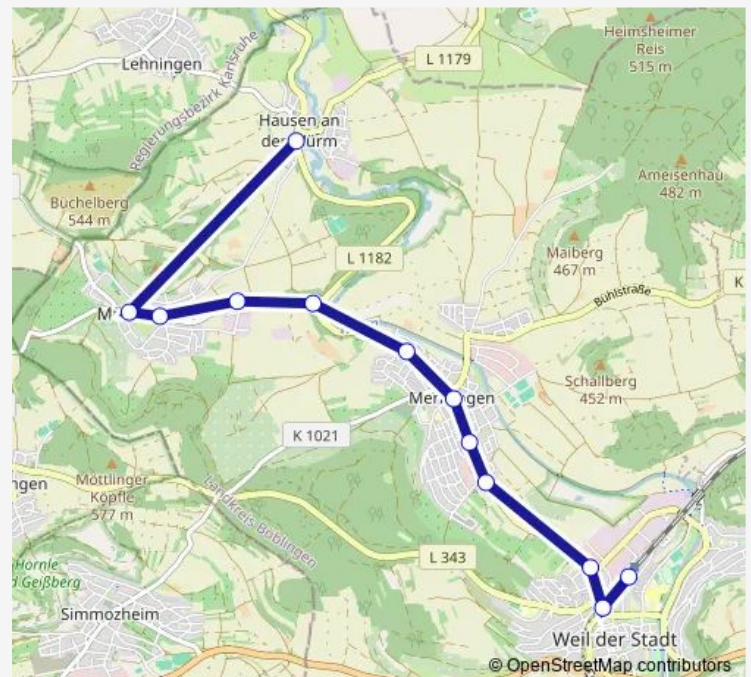 Heimsheimer
Reis
515 m
L 1179
Lehningen
Regierungsbezirk Karlsruhe
Hausen an
der Würm
Ameisenhau
482 m
Büchelberg
544 m
Maiberg
467 m
L 1182
K
Bühlstraße
M
Schallberg
452 m
Merklingen
K 1021
ngen
Möttlinger
Köpfle
577 m
Landkreis Böblingen
L 343
Hörnle
d Geißberg
Simmozheim
Weil der Stadt
© OpenStreetMap contributors